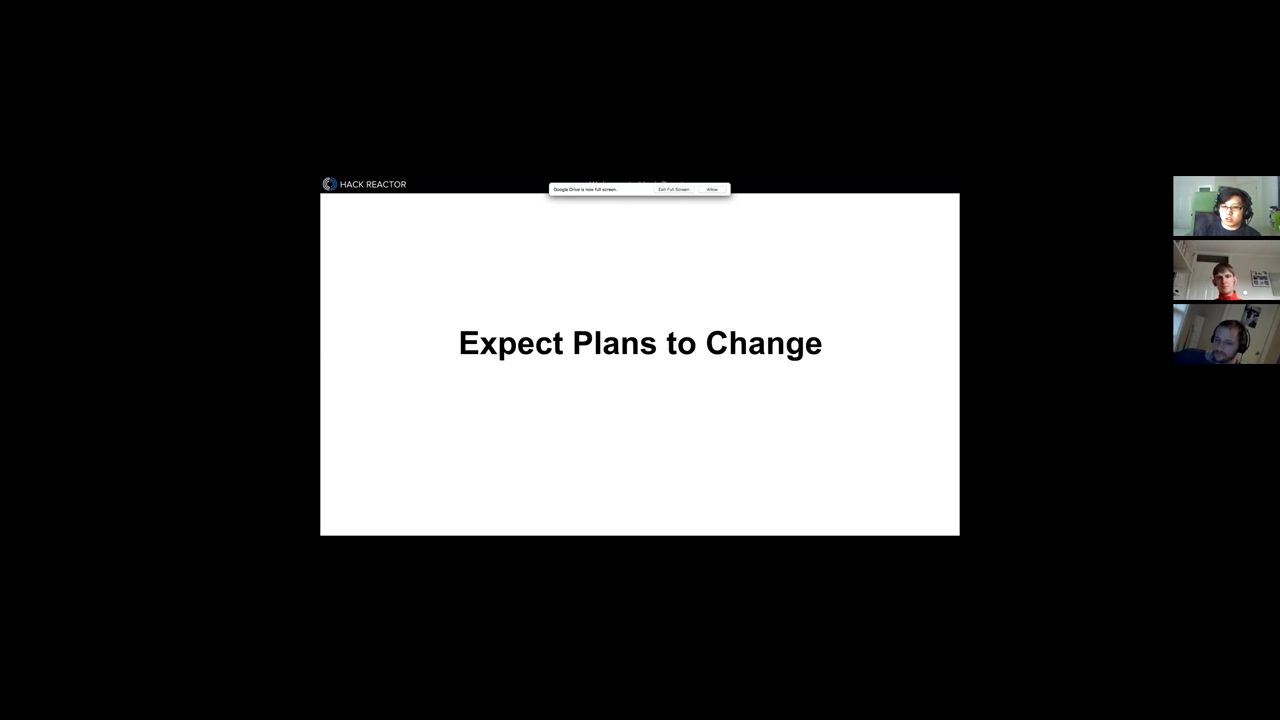 HACK REACTOR
Google Drive is now full screen. Exit Full Screen Allow
Expect Plans to Change